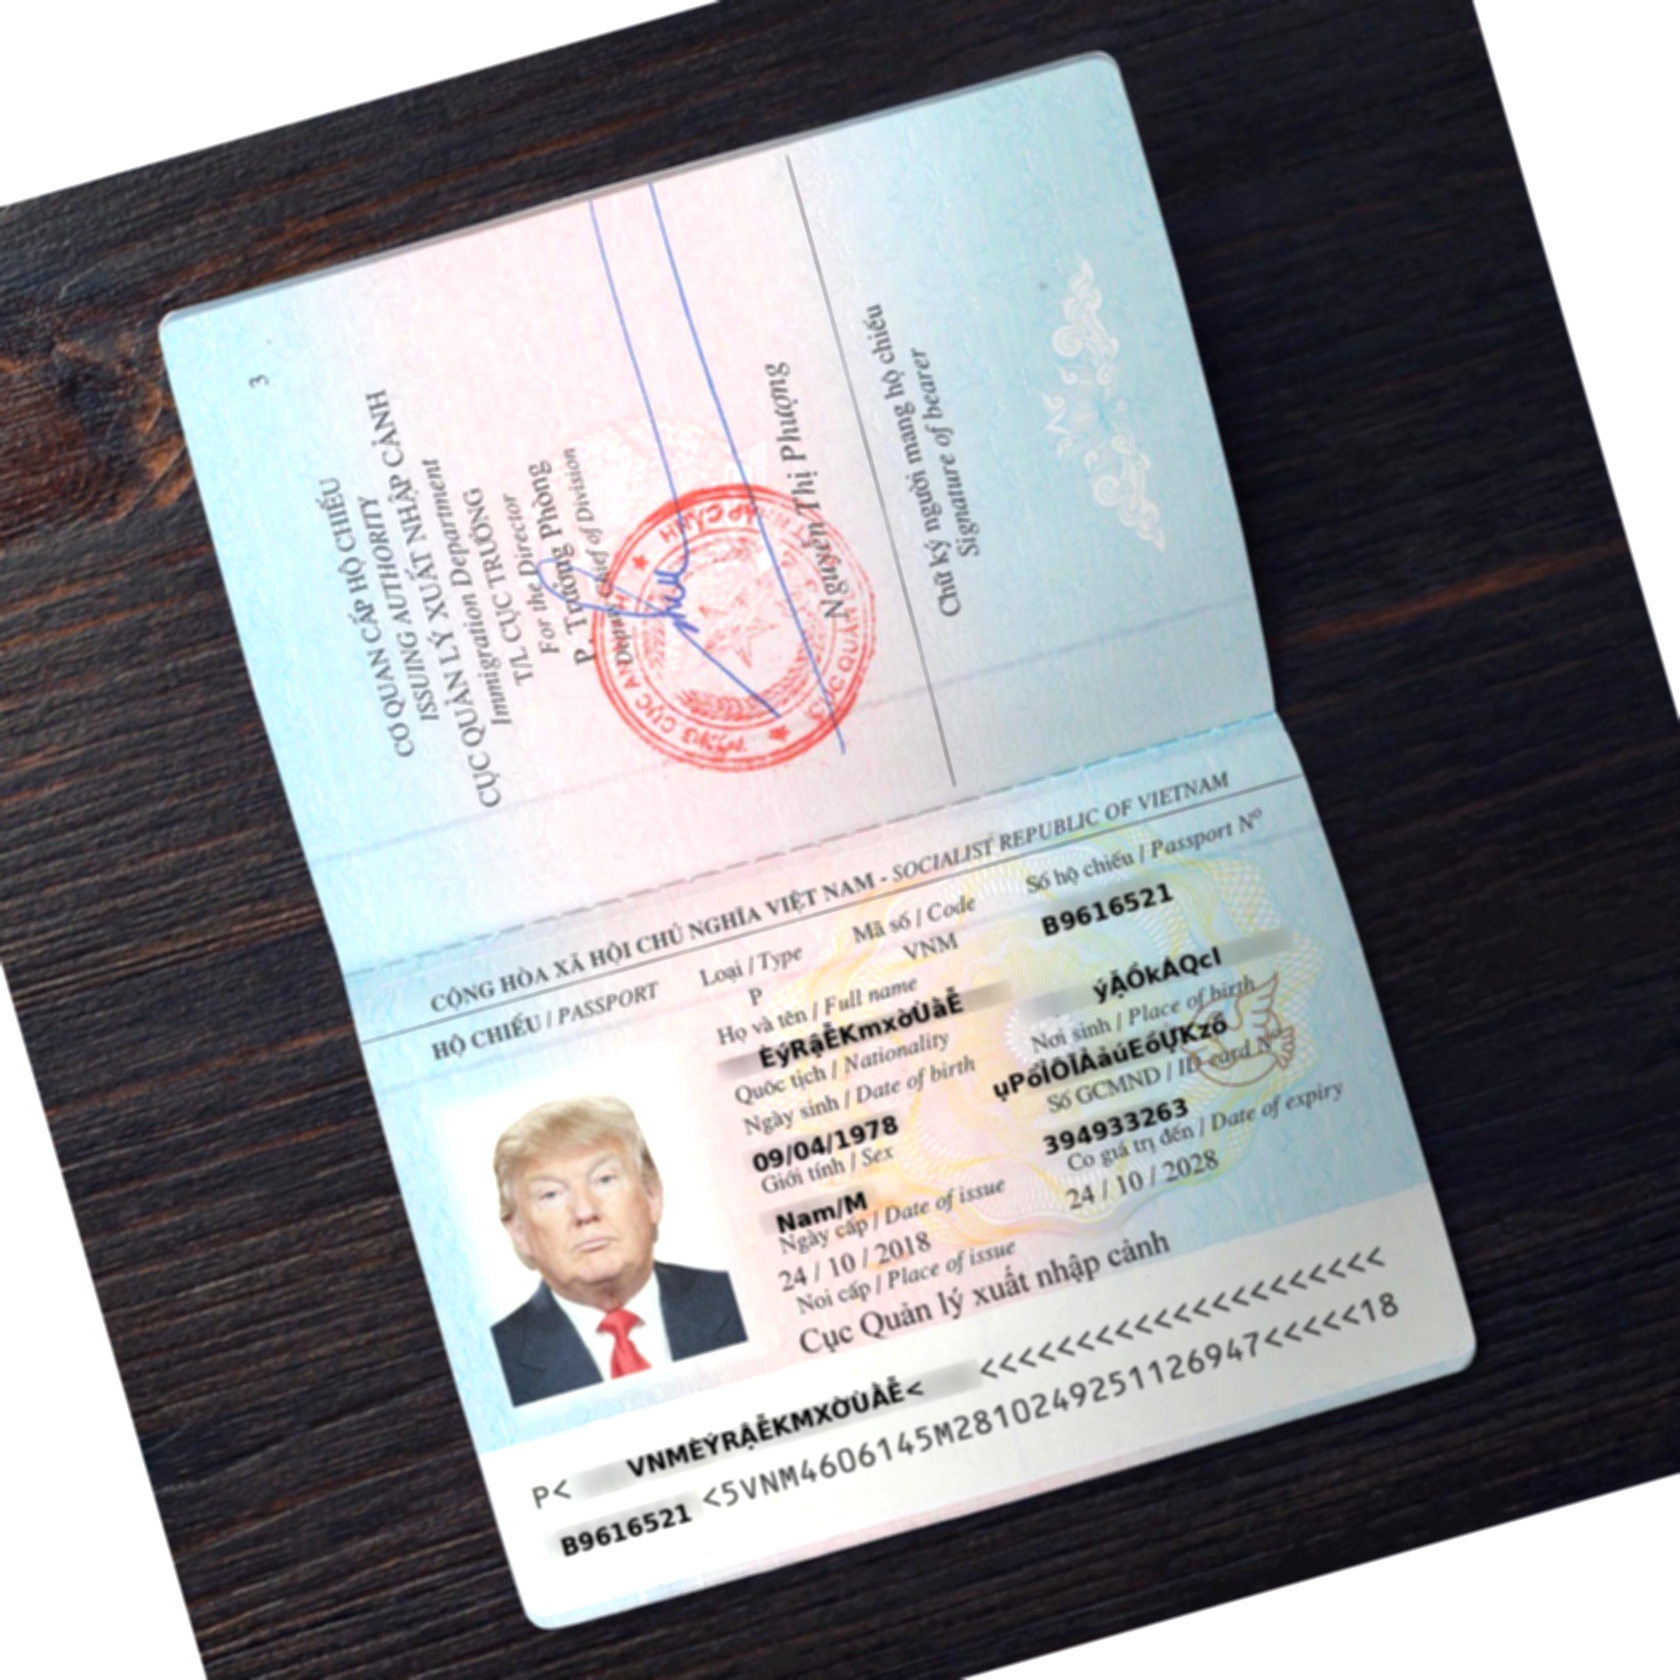 3
CƠ QUAN CẤP HỘ CHIẾU
ISSUING AUTHORITY
CỤC QUẢN LÝ XUẤT NHẬP CẢNH
Immigration Department
T/L CỤC TRƯỞNG
For the Director
P. Trưởng Phòng
Deputy Chief of Division
Nguyễn Thị Phượng
Chữ ký người mang hộ chiếu
Signature of bearer
CỘNG HÒA XÃ HỘI CHỦ NGHĨA VIỆT NAM - SOCIALIST REPUBLIC OF VIETNAM
HỘ CHIẾU / PASSPORT
Loại / Type
Mã số / Code
Số hộ chiếu / Passport Nº
P
VNM
B9616521
Họ và tên / Full name
ÈýRậỄKmxờÙàỄ
ýẶỔkÁQcl
Quốc tịch / Nationality
Nơi sinh / Place of birth
Ngày sinh / Date of birth
Số GCMND / ID card Nº
09/04/1978
394933263
Giới tính / Sex
Có giá trị đến / Date of expiry
Nam/M
24 / 10 / 2028
Ngày cấp / Date of issue
24 / 10 / 2018
Nơi cấp / Place of issue
Cục Quản lý xuất nhập cảnh
P< VNMÈÝRẬỄKMXỜÙÀỄ< <<<<<<<<<<<<<<<<<<<<
B9616521 <5VNM4606145M2810249251126947<<<<<18